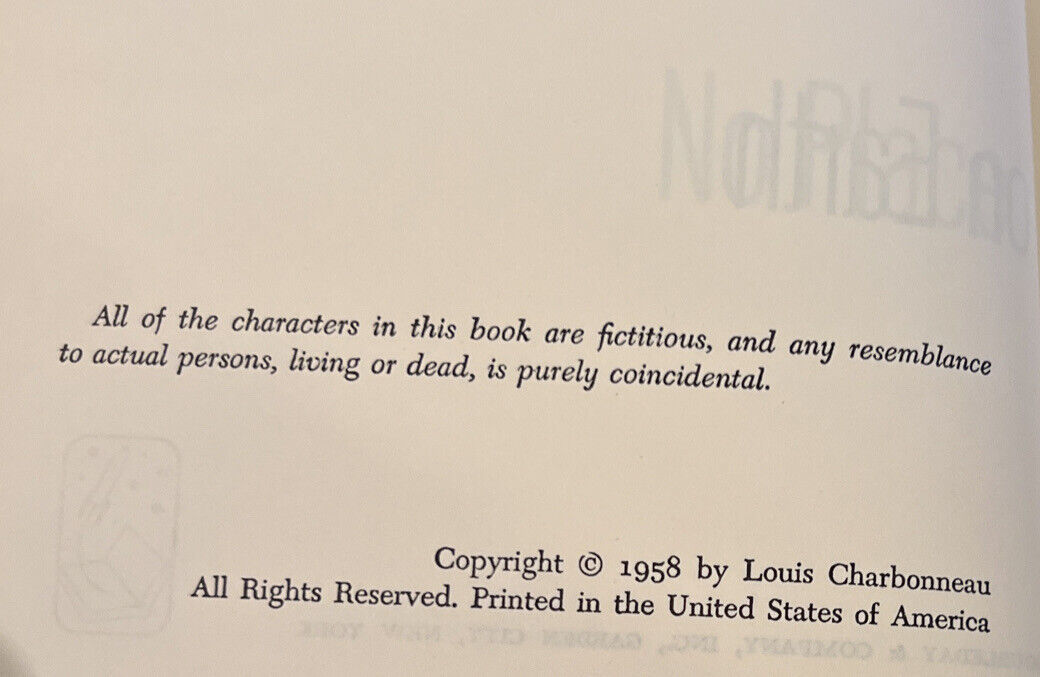 All of the characters in this book are fictitious, and any resemblance
to actual persons, living or dead, is purely coincidental.
Copyright © 1958 by Louis Charbonneau
All Rights Reserved. Printed in the United States of America